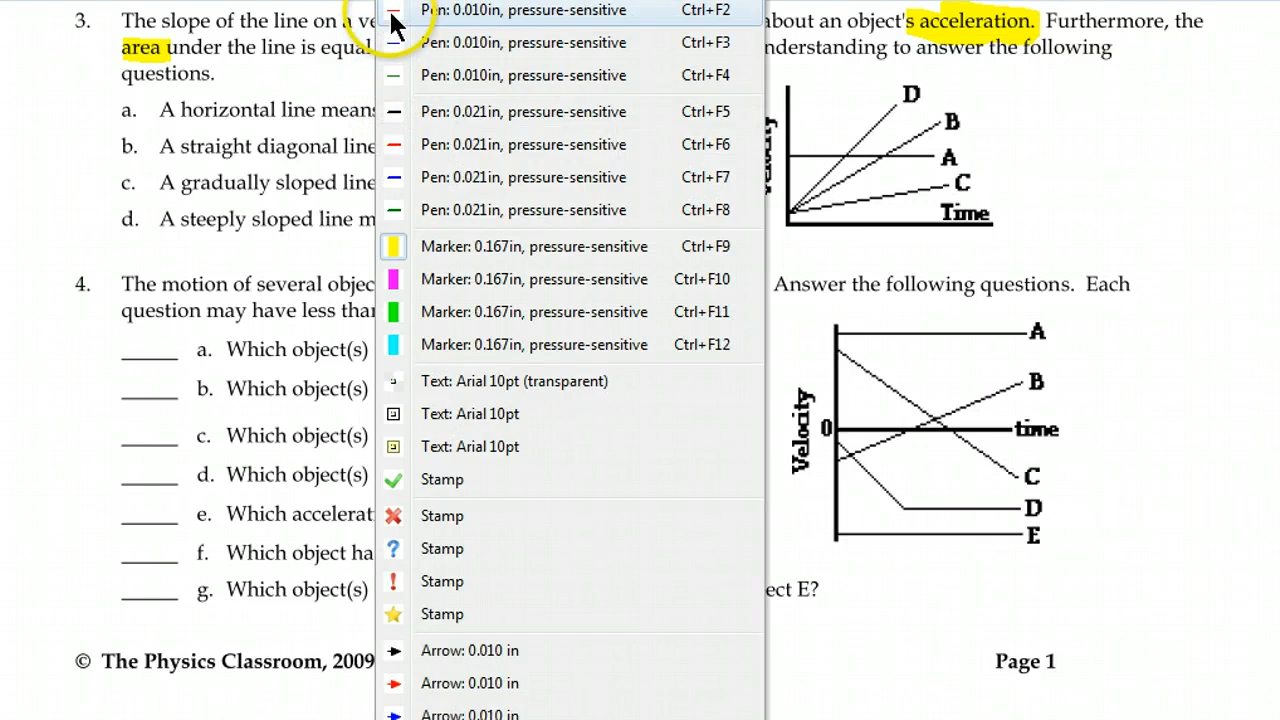 3. The slope of the line on a ve
about an object's acceleration. Furthermore, the
area under the line is equal
nderstanding to answer the following
questions.
a. A horizontal line means
b. A straight diagonal line
c. A gradually sloped line
d. A steeply sloped line m
D
B
A
C
Time
4. The motion of several objec
Answer the following questions. Each
question may have less than
a. Which object(s)
b. Which object(s)
c. Which object(s)
d. Which object(s)
e. Which accelerat
f. Which object ha
g. Which object(s)
ect E?
A
B
Velocity
0
time
C
D
E
© The Physics Classroom, 2009
Page 1
Pen: 0.010in, pressure-sensitive Ctrl+F2
Pen: 0.010in, pressure-sensitive Ctrl+F3
Pen: 0.010in, pressure-sensitive Ctrl+F4
Pen: 0.021in, pressure-sensitive Ctrl+F5
Pen: 0.021in, pressure-sensitive Ctrl+F6
Pen: 0.021in, pressure-sensitive Ctrl+F7
Pen: 0.021in, pressure-sensitive Ctrl+F8
Marker: 0.167in, pressure-sensitive Ctrl+F9
Marker: 0.167in, pressure-sensitive Ctrl+F10
Marker: 0.167in, pressure-sensitive Ctrl+F11
Marker: 0.167in, pressure-sensitive Ctrl+F12
Text: Arial 10pt (transparent)
Text: Arial 10pt
Text: Arial 10pt
Stamp
Stamp
Stamp
Stamp
Stamp
Arrow: 0.010 in
Arrow: 0.010 in
Arrow: 0.010 in